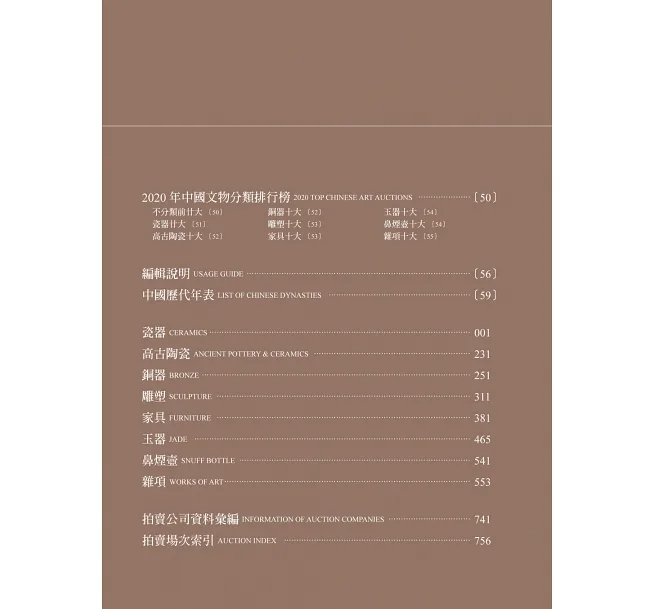 2020 年中國文物分類排行榜 2020 TOP CHINESE ART AUCTIONS 〔50〕
不分類前廿大〔50〕 銅器十大〔52〕 玉器十大〔54〕
瓷器廿大〔51〕 雕塑十大〔53〕 鼻煙壺十大〔54〕
高古陶瓷十大〔52〕 家具十大〔53〕 雜項十大〔55〕
編輯說明 USAGE GUIDE 〔56〕
中國歷代年表 LIST OF CHINESE DYNASTIES 〔59〕
瓷器 CERAMICS 001
高古陶瓷 ANCIENT POTTERY & CERAMICS 231
銅器 BRONZE 251
雕塑 SCULPTURE 311
家具 FURNITURE 381
玉器 JADE 465
鼻煙壺 SNUFF BOTTLE 541
雜項 WORKS OF ART 553
拍賣公司資料彙編 INFORMATION OF AUCTION COMPANIES 741
拍賣場次索引 AUCTION INDEX 756